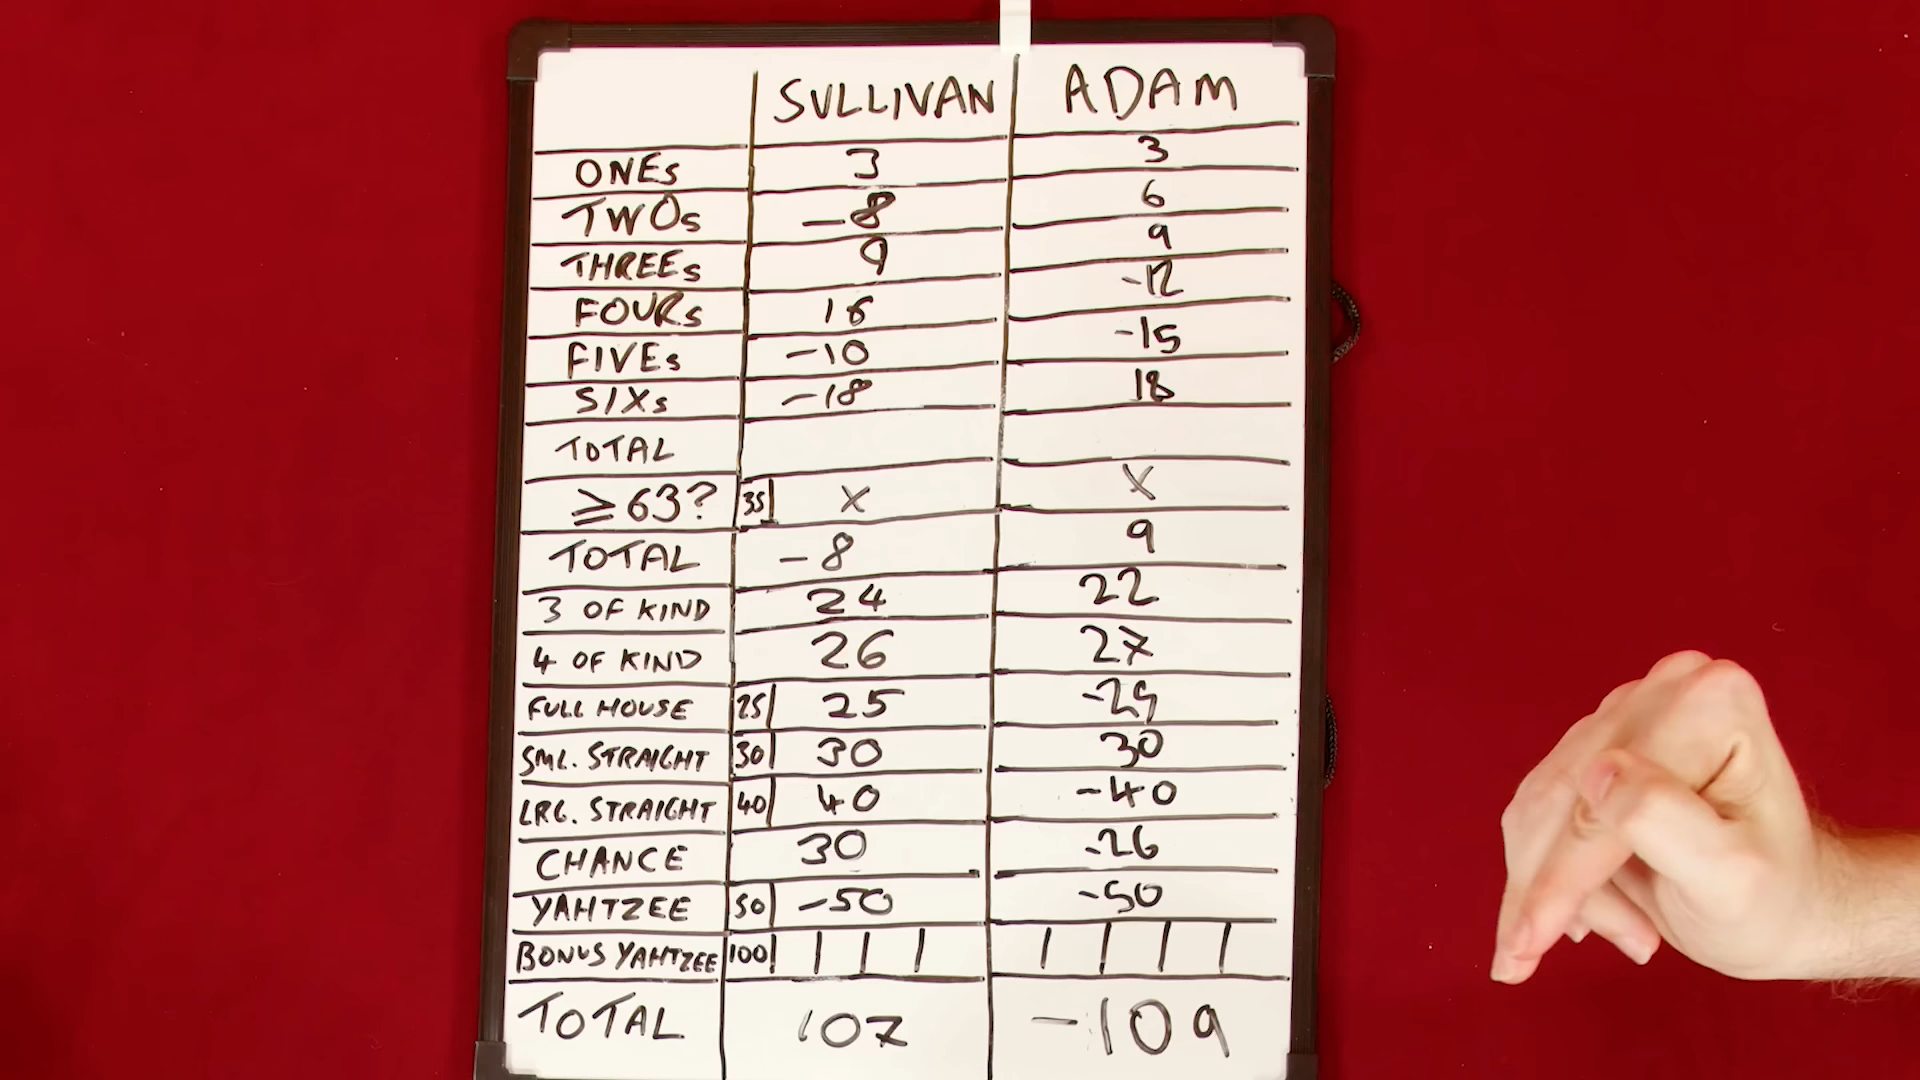 SULLIVAN ADAM
ONEs 3 3
TWOs -8 6
THREEs 9 9
FOURs 16 -12
FIVEs -10 -15
SIXs -18 18
TOTAL
≥63? 35 X X
TOTAL -8 9
3 OF KIND 24 22
4 OF KIND 26 27
FULL HOUSE 25 25 -25
SML. STRAIGHT 30 30 30
LRG. STRAIGHT 40 40 -40
CHANCE 30 -26
YAHTZEE 50 -50 -50
BONUS YAHTZEE 100
TOTAL 107 -109